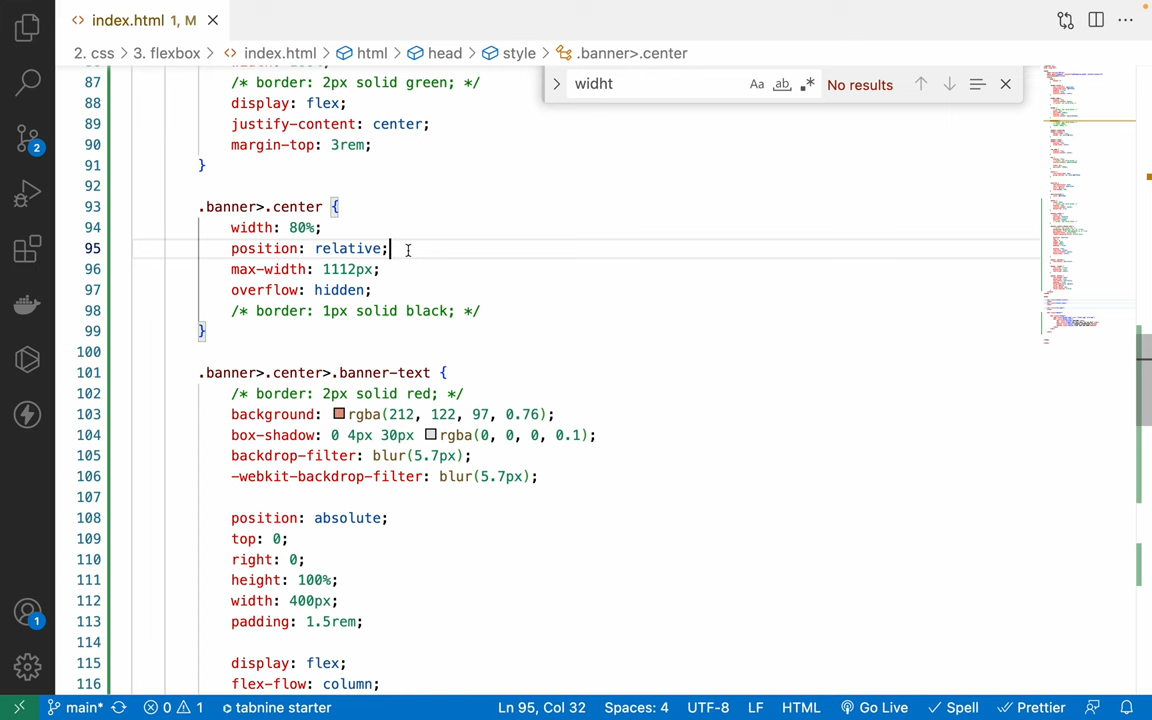 index.html 1, M
2. css > 3. flexbox > index.html > html > head > style > .banner>.center
widht
Aa ab No results
87 /* border: 2px solid green; */
88 display: flex;
89 justify-content: center;
90 margin-top: 3rem;
91 }
92
93 .banner>.center {
94 width: 80%;
95 position: relative;
96 max-width: 1112px;
97 overflow: hidden;
98 /* border: 1px solid black; */
99 }
100
101 .banner>.center>.banner-text {
102 /* border: 2px solid red; */
103 background: rgba(212, 122, 97, 0.76);
104 box-shadow: 0 4px 30px rgba(0, 0, 0, 0.1);
105 backdrop-filter: blur(5.7px);
106 -webkit-backdrop-filter: blur(5.7px);
107
108 position: absolute;
109 top: 0;
110 right: 0;
111 height: 100%;
112 width: 400px;
113 padding: 1.5rem;
114
115 display: flex;
116 flex-flow: column;
2
1
main* 0 1 tabnine starter Ln 95, Col 32 Spaces: 4 UTF-8 LF HTML Go Live Spell Prettier